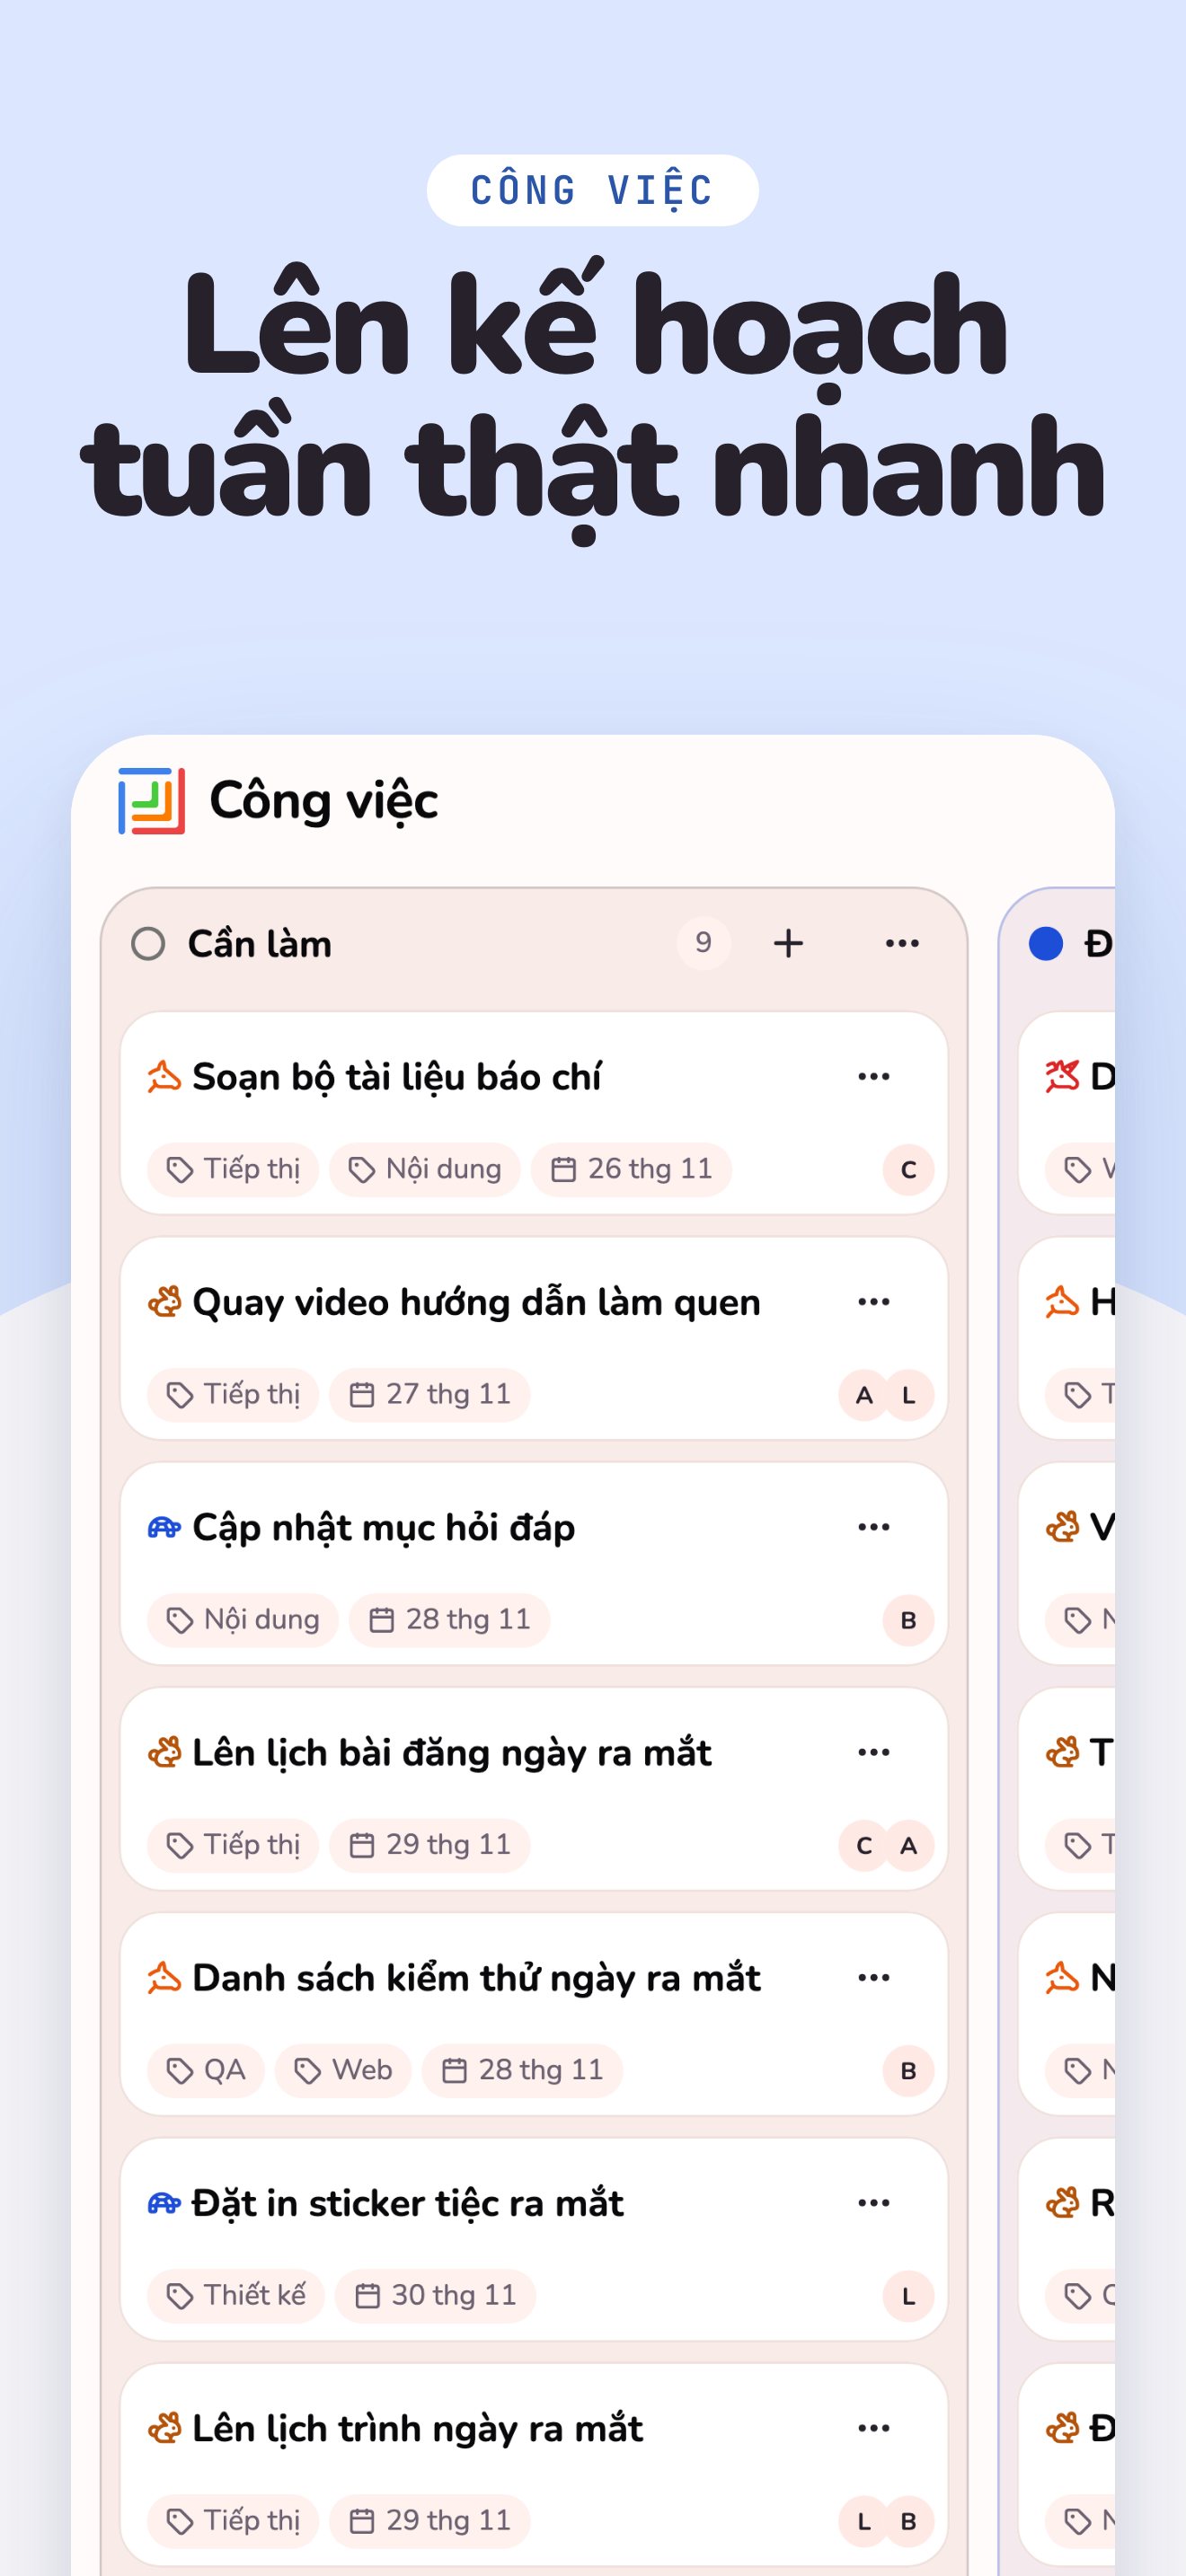 CÔNG VIỆC
Lên kế hoạch
tuần thật nhanh
Công việc
Cần làm 9
Soạn bộ tài liệu báo chí
Tiếp thị Nội dung 26 thg 11 C
Quay video hướng dẫn làm quen
Tiếp thị 27 thg 11 A L
Cập nhật mục hỏi đáp
Nội dung 28 thg 11 B
Lên lịch bài đăng ngày ra mắt
Tiếp thị 29 thg 11 C A
Danh sách kiểm thử ngày ra mắt
QA Web 28 thg 11 B
Đặt in sticker tiệc ra mắt
Thiết kế 30 thg 11 L
Lên lịch trình ngày ra mắt
Tiếp thị 29 thg 11 L B